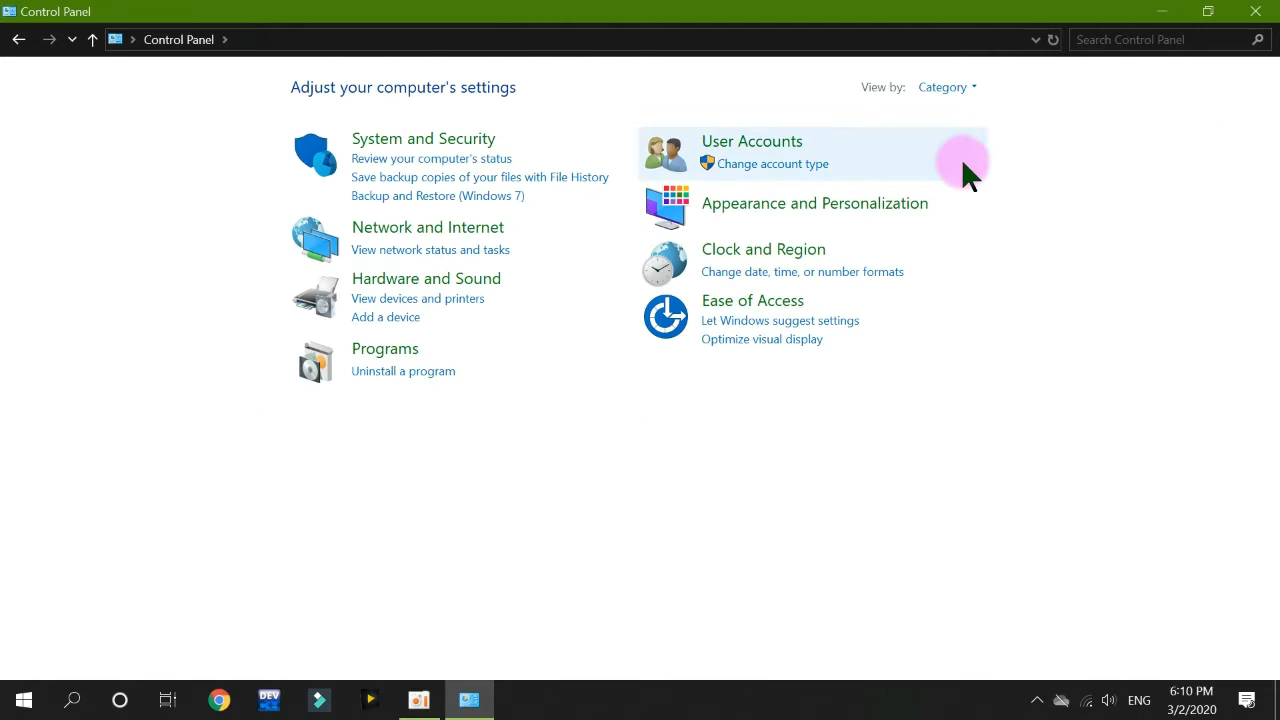 Control Panel
Control Panel
Search Control Panel
Adjust your computer's settings
View by: Category
System and Security
Review your computer's status
Save backup copies of your files with File History
Backup and Restore (Windows 7)
Network and Internet
View network status and tasks
Hardware and Sound
View devices and printers
Add a device
Programs
Uninstall a program
User Accounts
Change account type
Appearance and Personalization
Clock and Region
Change date, time, or number formats
Ease of Access
Let Windows suggest settings
Optimize visual display
DEV
ENG
6:10 PM
3/2/2020